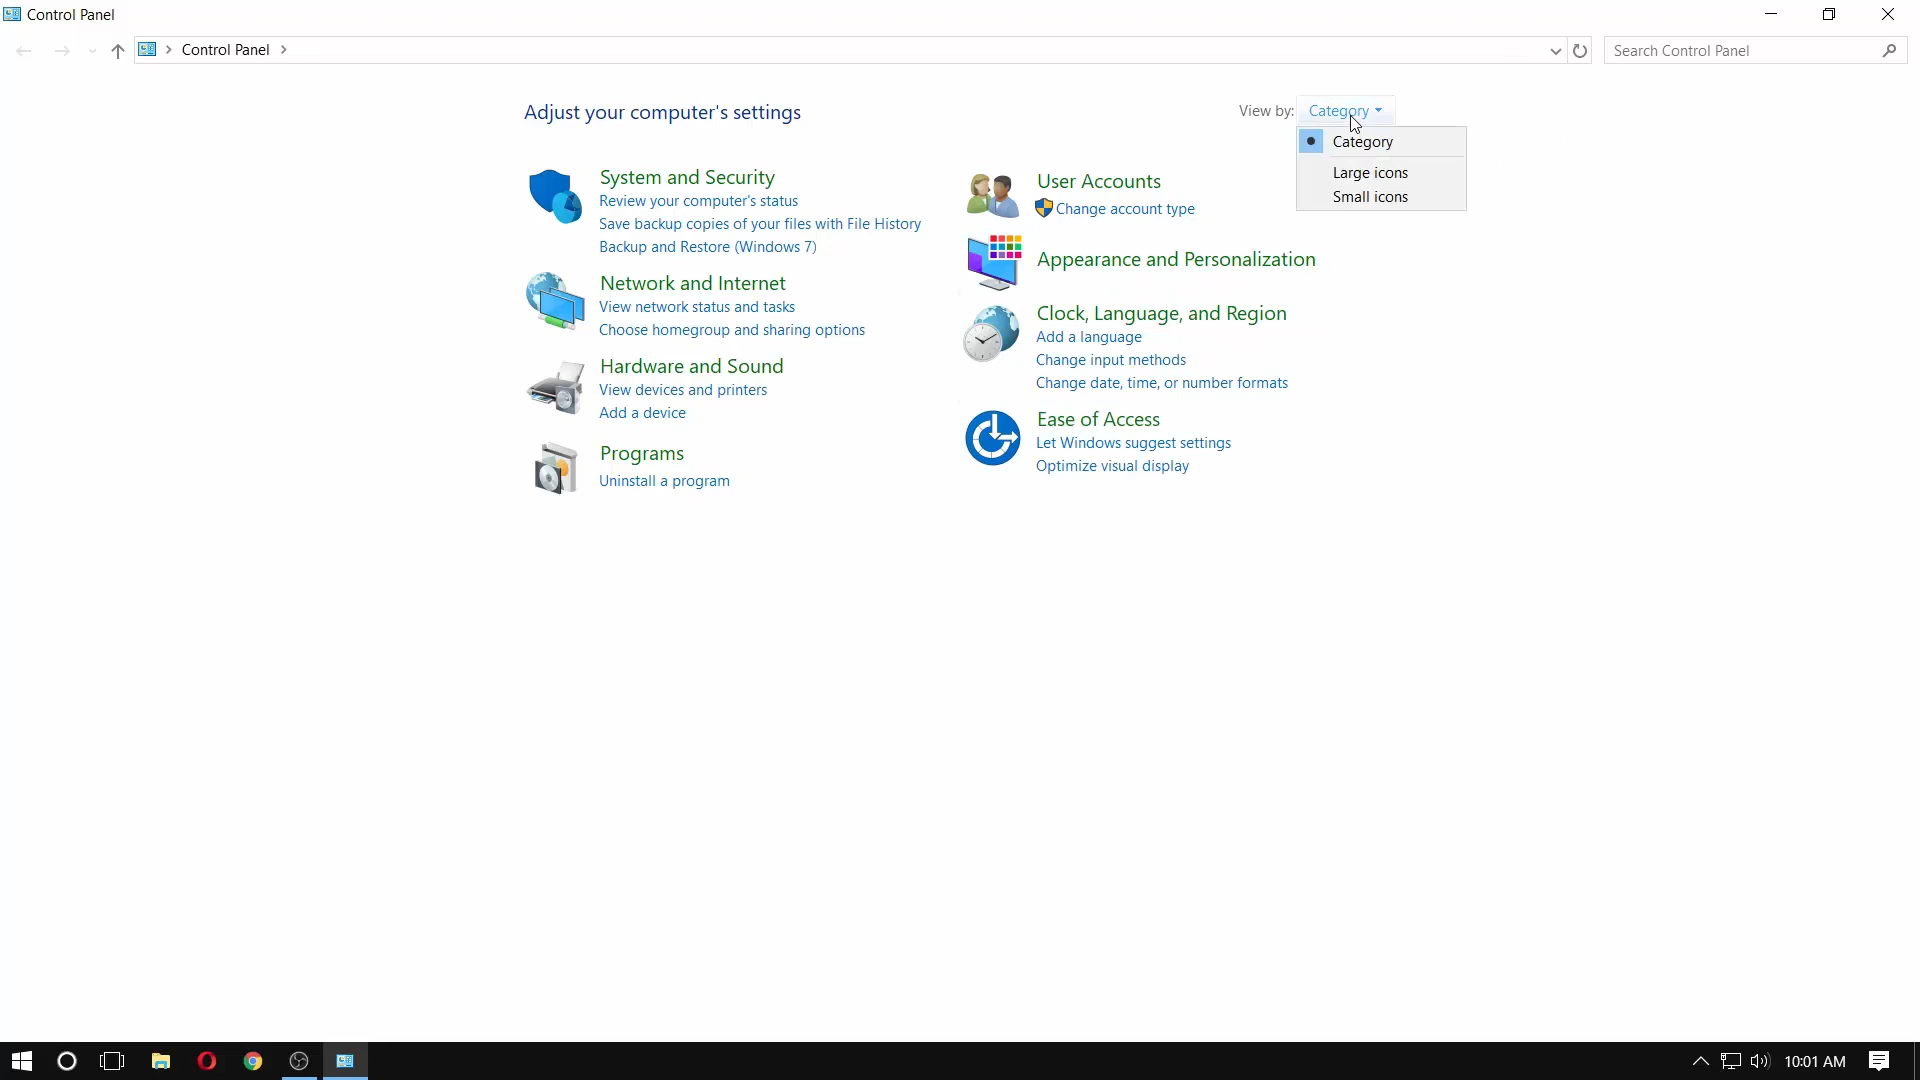 Control Panel
Control Panel
Search Control Panel
Adjust your computer's settings
View by:
Category
Category
Large icons
Small icons
System and Security
Review your computer's status
Save backup copies of your files with File History
Backup and Restore (Windows 7)
Network and Internet
View network status and tasks
Choose homegroup and sharing options
Hardware and Sound
View devices and printers
Add a device
Programs
Uninstall a program
User Accounts
Change account type
Appearance and Personalization
Clock, Language, and Region
Add a language
Change input methods
Change date, time, or number formats
Ease of Access
Let Windows suggest settings
Optimize visual display
10:01 AM